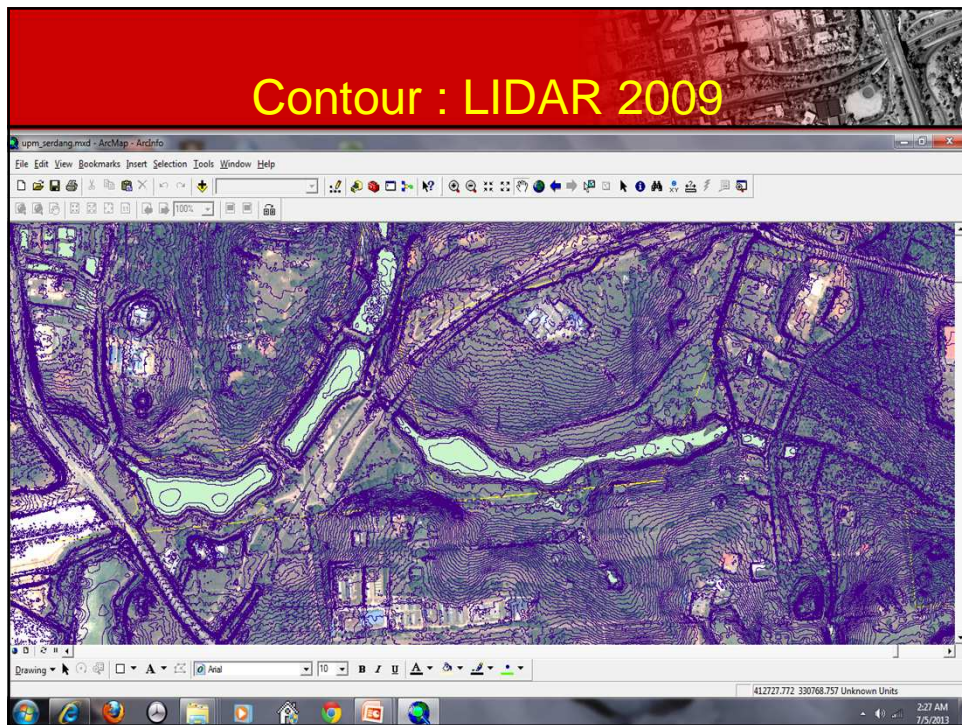 Contour : LIDAR 2009
upm_serdang.mxd - ArcMap - ArcInfo
File Edit View Bookmarks Insert Selection Tools Window Help
100%
Drawing A Arial 10 B I U A
412727.772 330768.757 Unknown Units
2:27 AM
7/5/2013